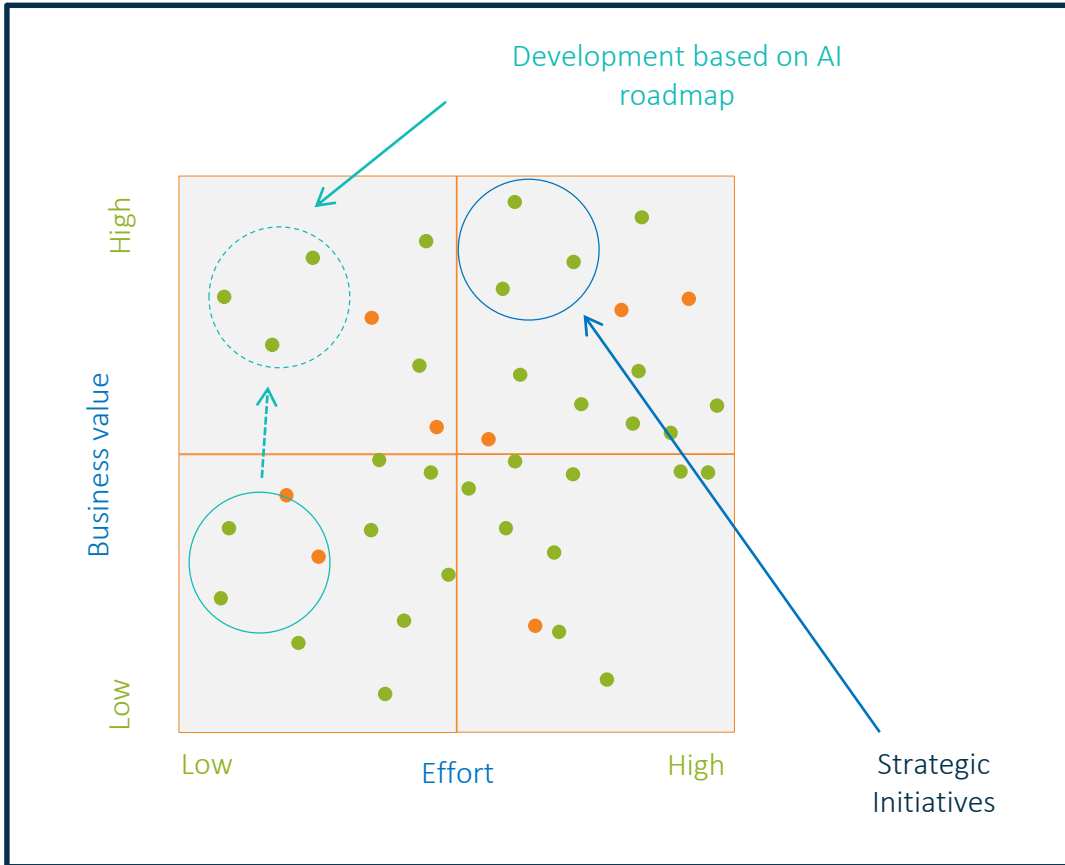 Development based on AI
roadmap
High
Business value
Low
Low
Effort
High
Strategic
Initiatives